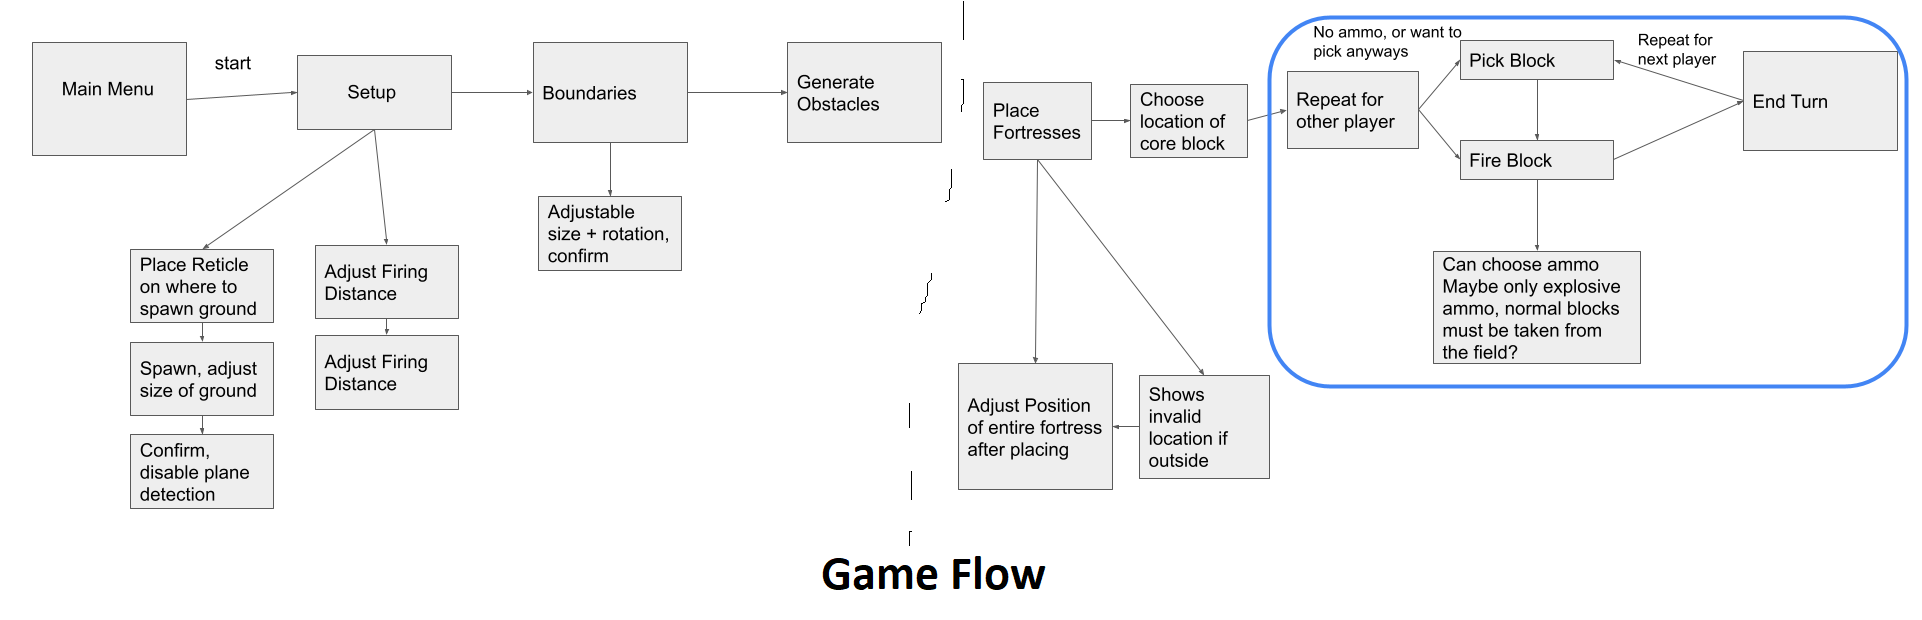 Main Menu
start
Setup
Boundaries
Generate
Obstacles
Place Reticle
on where to
spawn ground
Spawn, adjust
size of ground
Confirm,
disable plane
detection
Adjust Firing
Distance
Adjust Firing
Distance
Adjustable
size + rotation,
confirm
Place
Fortresses
Choose
location of
core block
Adjust Position
of entire fortress
after placing
Shows
invalid
location if
outside
Repeat for
other player
No ammo, or want to
pick anyways
Pick Block
Fire Block
Repeat for
next player
End Turn
Can choose ammo
Maybe only explosive
ammo, normal blocks
must be taken from
the field?
Game Flow